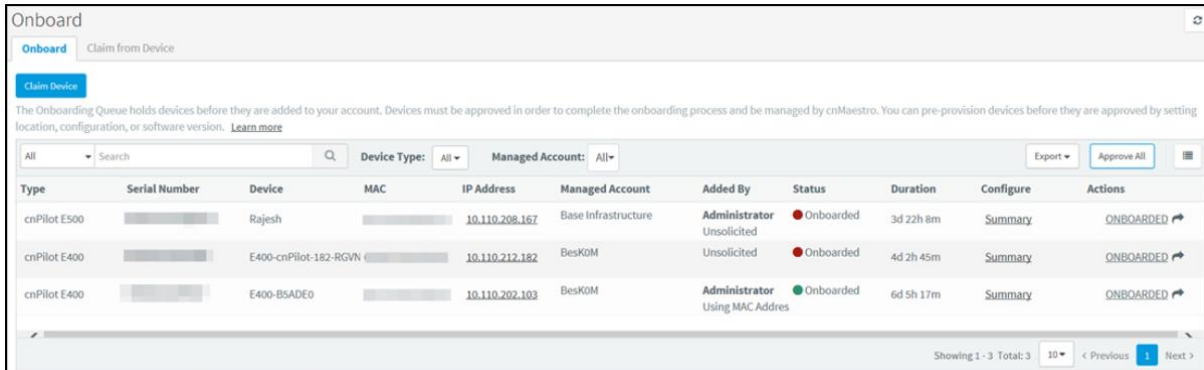 Onboard
Onboard Claim from Device
Claim Device
The Onboarding Queue holds devices before they are added to your account. Devices must be approved in order to complete the onboarding process and be managed by cnMaestro. You can pre-provision devices before they are approved by setting
location, configuration, or software version. Learn more
All Search Device Type: All Managed Account: All Export Approve All
Type Serial Number Device MAC IP Address Managed Account Added By Status Duration Configure Actions
cnPilot E500 Rajesh 10.110.208.167 Base Infrastructure Administrator Onboarded 3d 22h 8m Summary ONBOARDED
Unsolicited
cnPilot E400 E400-cnPilot-182-RGVN 10.110.212.182 BesK0M Unsolicited Onboarded 4d 2h 45m Summary ONBOARDED
cnPilot E400 E400-B5ADE0 10.110.202.103 BesK0M Administrator Onboarded 6d 5h 17m Summary ONBOARDED
Using MAC Addres
Showing 1 - 3 Total: 3 10 < Previous 1 Next >